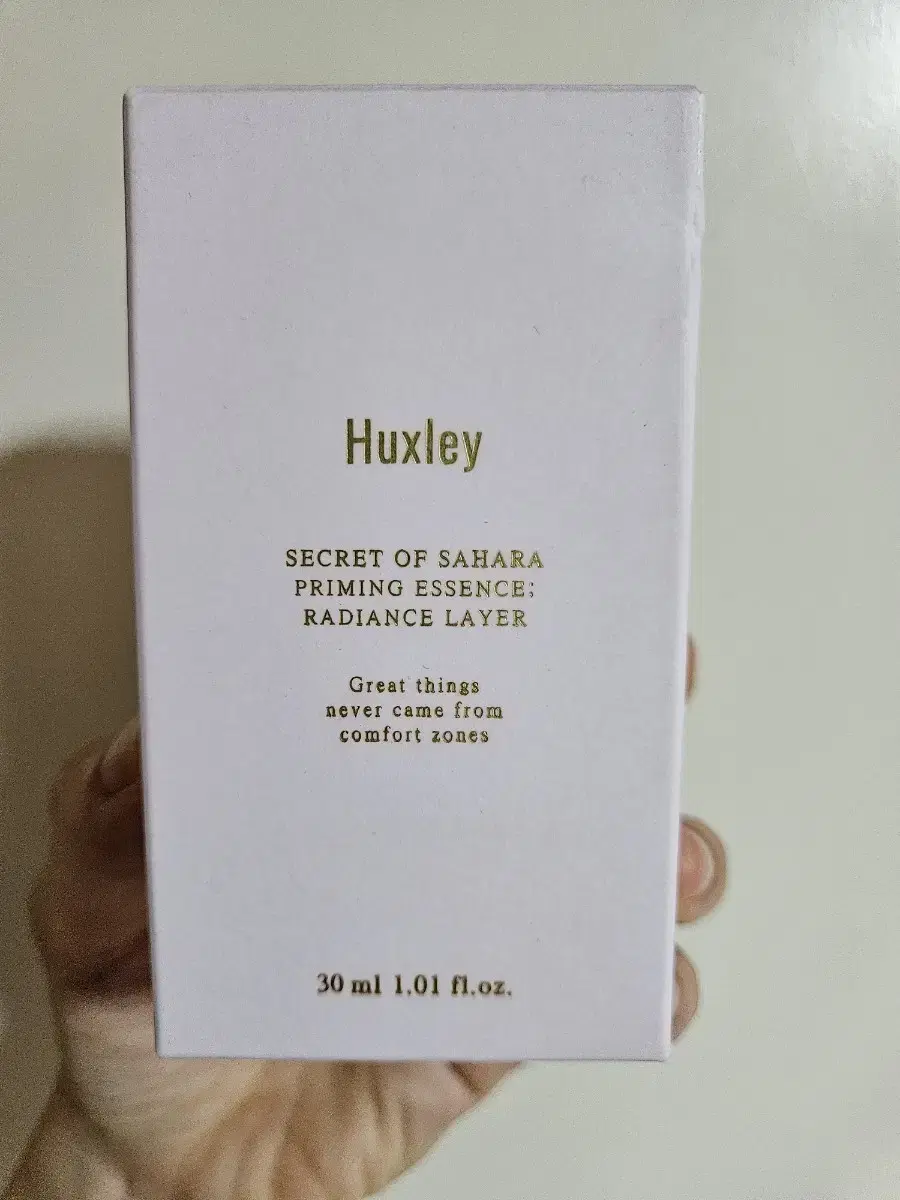 Huxley
SECRET OF SAHARA
PRIMING ESSENCE;
RADIANCE LAYER
Great things
never came from
comfort zones
30 ml 1.01 fl.oz.